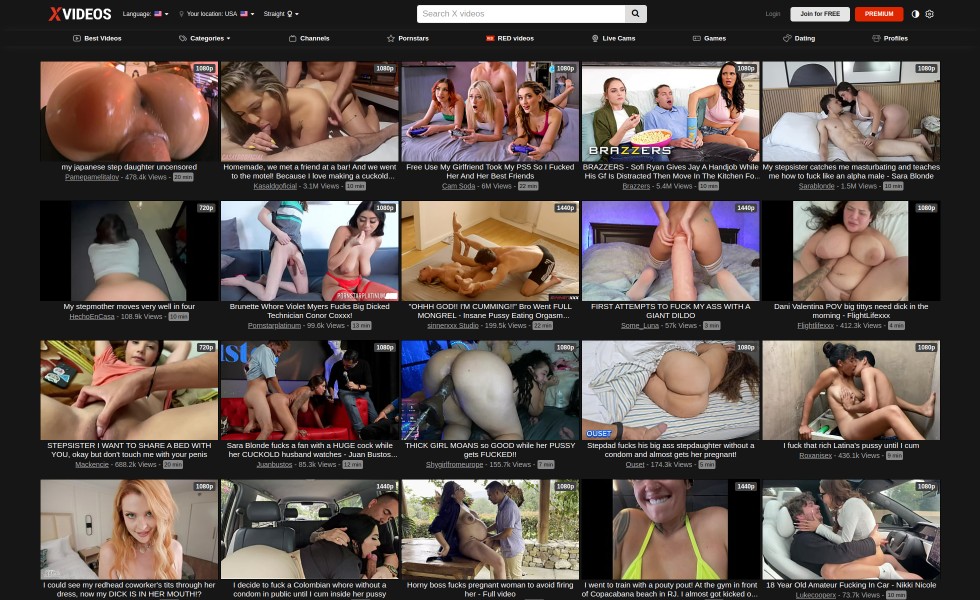 XVIDEOS
Language:
Your location: USA
Straight
Search X videos
Login
Join for FREE
PREMIUM
Best Videos
Categories
Channels
Pornstars
RED videos
Live Cams
Games
Dating
Profiles
1080p
my japanese step daughter uncensored
Pamepamelitalov - 478.4k Views - 20 min
1080p
Homemade, we met a friend at a bar! And we went
to the motel! Because I love making a cuckold...
3.1M Views - 10 min
1080p
Free Use My Girlfriend Took My PS5 So I Fucked
Her And Her Best Friends
Cam Soda - 6M Views - 22 min
BRAZZERS
1080p
BRAZZERS - Sofi Ryan Gives Jay A Handjob While
His Gf Is Distracted Then Move In The Kitchen Fo...
Brazzers - 5.4M Views - 10 min
1080p
My stepsister catches me masturbating and teaches
me how to fuck like an alpha male - Sara Blonde
Sarablonde - 1.5M Views - 10 min
720p
My stepmother moves very well in four
HechoEnCasa - 108.9k Views - 10 min
1080p
PORNSTARPLATINUM
Brunette Whore Violet Myers Fucks Big Dicked
Technician Conor Coxxx!
Pornstarplatinum - 99.6k Views - 13 min
1440p
"OHHH GOD!! I'M CUMMING!!" Bro Went FULL
MONGREL - Insane Pussy Eating Orgasm...
sinnerxxx Studio - 199.5k Views - 22 min
1440p
FIRST ATTEMPTS TO FUCK MY ASS WITH A
GIANT DILDO
Some_Luna - 57k Views - 3 min
1080p
Dani Valentina POV big tittys need dick in the
morning - FlightLifexxx
Flightlifexxx - 412.3k Views - 4 min
720p
STEPSISTER I WANT TO SHARE A BED WITH
YOU, okay but don't touch me with your penis
Mackencie - 688.2k Views - 20 min
1080p
Sara Blonde fucks a fan with a HUGE cock while
her CUCKOLD husband watches - Juan Bustos...
Juanbustos - 85.3k Views - 12 min
1080p
THICK GIRL MOANS so GOOD while her PUSSY
gets FUCKED!!
Shygirlfromeurope - 155.7k Views - 7 min
OUSET
1080p
Stepdad fucks his big ass stepdaughter without a
condom and almost gets her pregnant!
Ouset - 174.3k Views - 5 min
1080p
I fuck that rich Latina's pussy until I cum
Roxanisex - 436.1k Views - 9 min
1080p
I could see my redhead coworker's tits through her
dress, now my DICK IS IN HER MOUTH!?
1440p
I decide to fuck a Colombian whore without a
condom in public until I cum inside her pussy
1080p
Horny boss fucks pregnant woman to avoid firing
her - Full video
1440p
I went to train with a pouty pout! At the gym in front
of Copacabana beach in RJ. I almost got kicked o...
1080p
18 Year Old Amateur Fucking In Car - Nikki Nicole
Lukecooperx - 73.7k Views - 10 min